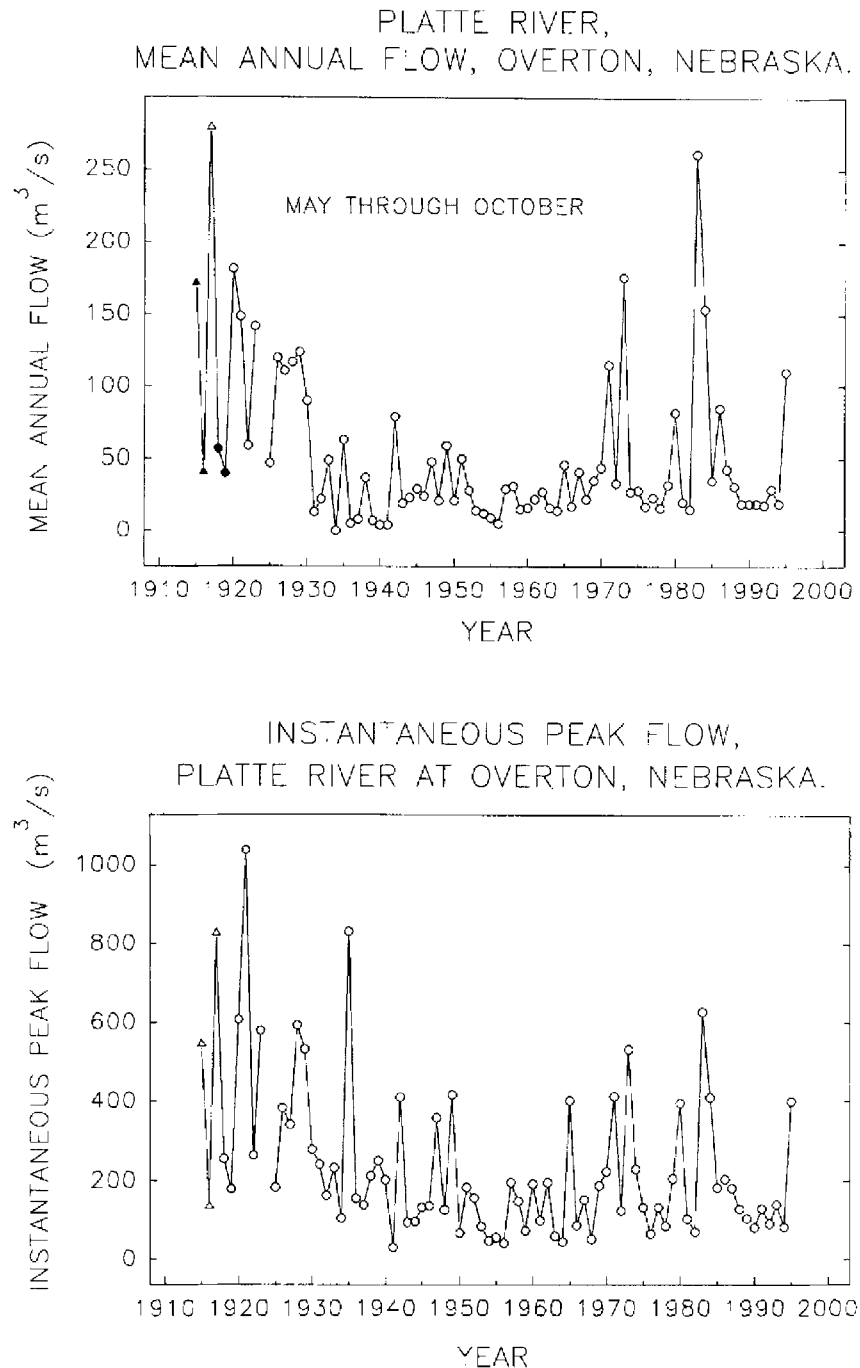 PLATTE RIVER,
MEAN ANNUAL FLOW, OVERTON, NEBRASKA.
MEAN ANNUAL FLOW (m³/s)
250
200
150
100
50
0
MAY THROUGH OCTOBER
1910 1920 1930 1940 1950 1960 1970 1980 1990 2000
YEAR
INSTANTANEOUS PEAK FLOW,
PLATTE RIVER AT OVERTON, NEBRASKA.
INSTANTANEOUS PEAK FLOW (m³/s)
1000
800
600
400
200
0
1910 1920 1930 1940 1950 1960 1970 1980 1990 2000
YEAR